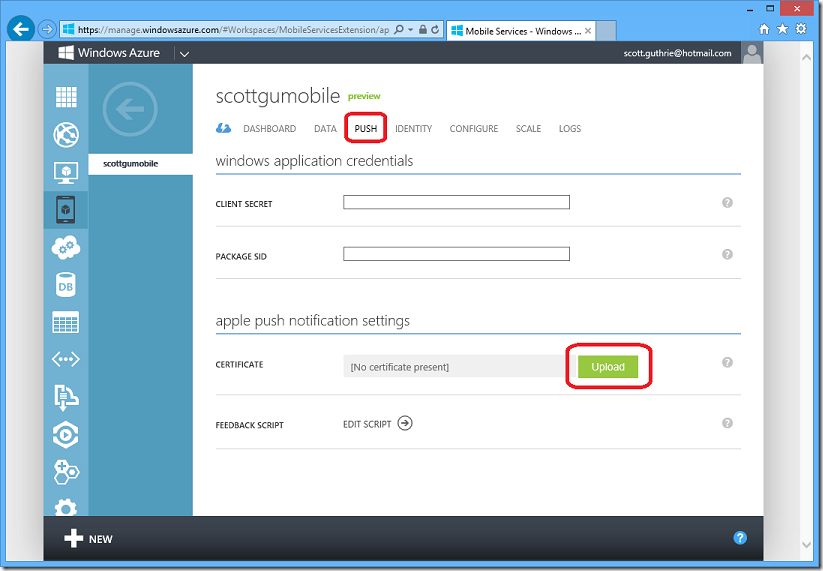 https://manage.windowsazure.com/#Workspaces/MobileServicesExtension/ap
Mobile Services - Windows ...
Windows Azure
scott.guthrie@hotmail.com
scottgumobile
scottgumobile preview
DASHBOARD DATA PUSH IDENTITY CONFIGURE SCALE LOGS
windows application credentials
CLIENT SECRET ?
PACKAGE SID ?
apple push notification settings
CERTIFICATE [No certificate present] Upload ?
FEEDBACK SCRIPT EDIT SCRIPT ?
DB
NEW ?